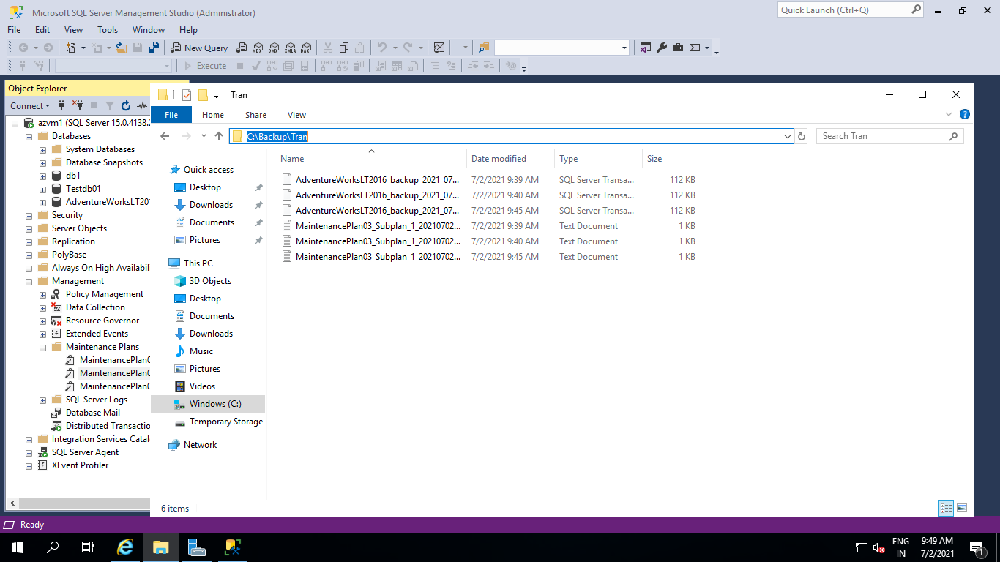 Microsoft SQL Server Management Studio (Administrator)
Quick Launch (Ctrl+Q)
File Edit View Tools Window Help
New Query
MDX DMX XMLA DAX
Execute
Object Explorer
Connect
azvm1 (SQL Server 15.0.4138.
Databases
System Databases
Database Snapshots
db1
Testdb01
AdventureWorksLT201
Security
Server Objects
Replication
PolyBase
Always On High Availabil
Management
Policy Management
Data Collection
Resource Governor
Extended Events
Maintenance Plans
MaintenancePlan0
MaintenancePlan0
MaintenancePlan0
SQL Server Logs
Database Mail
Distributed Transactio
Integration Services Catal
SQL Server Agent
XEvent Profiler
Tran
File Home Share View
C:\Backup\Tran
Search Tran
Quick access
Desktop
Downloads
Documents
Pictures
This PC
3D Objects
Desktop
Documents
Downloads
Music
Pictures
Videos
Windows (C:)
Temporary Storage
Network
Name Date modified Type Size
AdventureWorksLT2016_backup_2021_07... 7/2/2021 9:39 AM SQL Server Transa... 112 KB
AdventureWorksLT2016_backup_2021_07... 7/2/2021 9:40 AM SQL Server Transa... 112 KB
AdventureWorksLT2016_backup_2021_07... 7/2/2021 9:45 AM SQL Server Transa... 112 KB
MaintenancePlan03_Subplan_1_20210702... 7/2/2021 9:39 AM Text Document 1 KB
MaintenancePlan03_Subplan_1_20210702... 7/2/2021 9:40 AM Text Document 1 KB
MaintenancePlan03_Subplan_1_20210702... 7/2/2021 9:45 AM Text Document 1 KB
6 items
Ready
ENG
IN
9:49 AM
7/2/2021
1